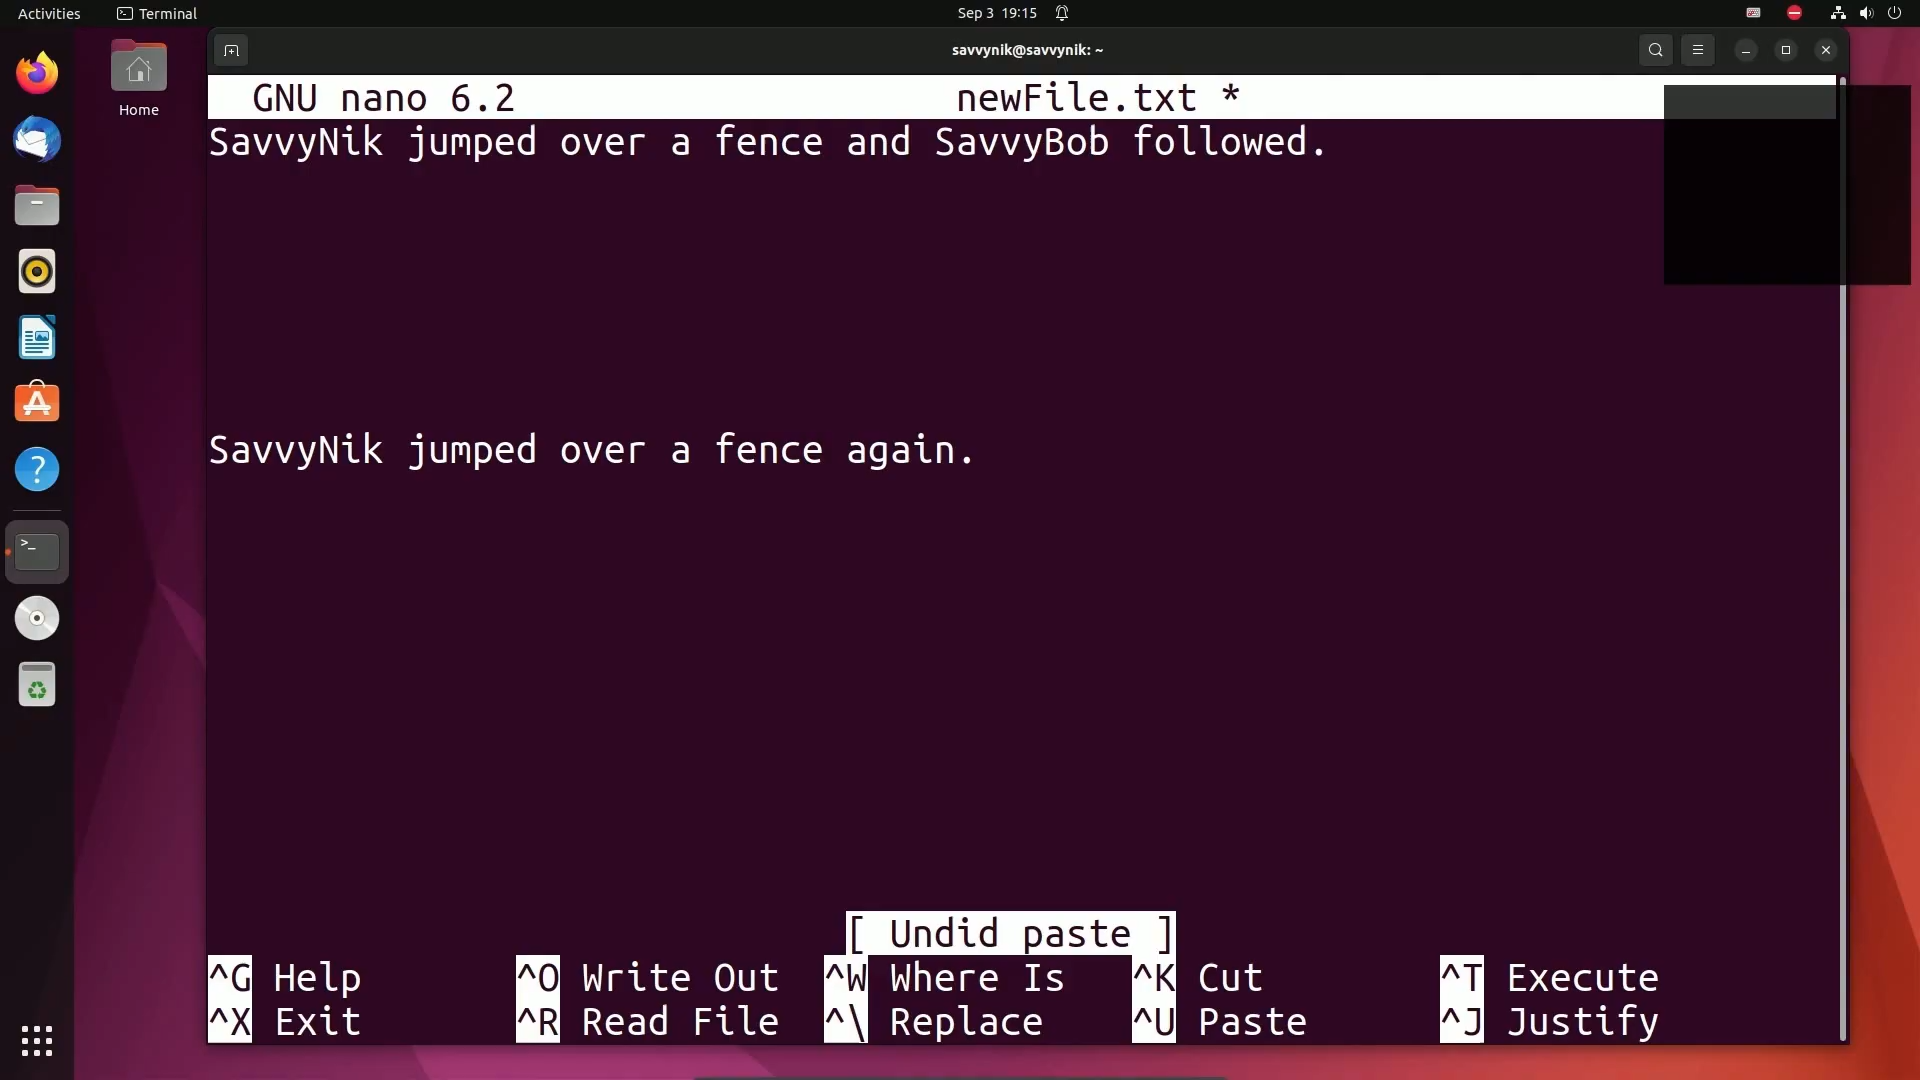 Activities Terminal Sep 3 19:15
savvynik@savvynik: ~
Home
GNU nano 6.2 newFile.txt *
SavvyNik jumped over a fence and SavvyBob followed.
SavvyNik jumped over a fence again.
[ Undid paste ]
^G Help ^O Write Out ^W Where Is ^K Cut ^T Execute
^X Exit ^R Read File ^\ Replace ^U Paste ^J Justify